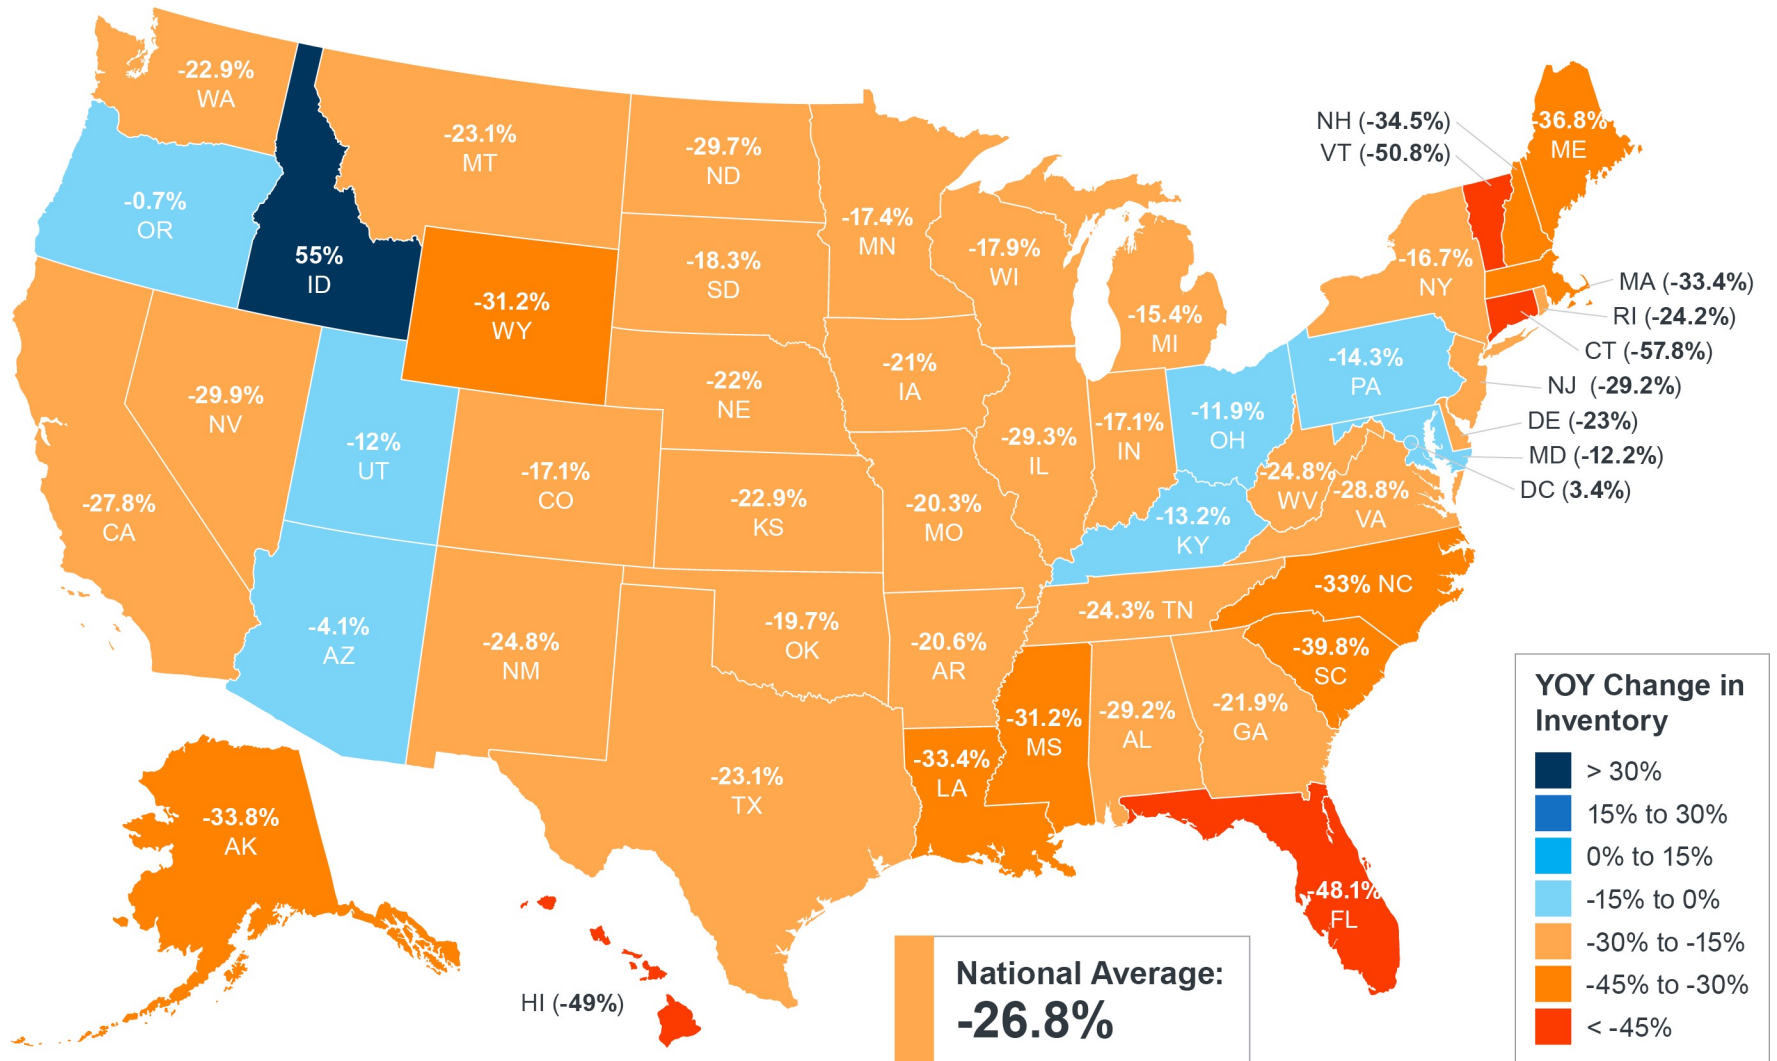 -22.9%
WA
-0.7%
OR
55%
ID
-23.1%
MT
-31.2%
WY
-29.7%
ND
-18.3%
SD
-22%
NE
-22.9%
KS
-17.4%
MN
-21%
IA
-20.3%
MO
-17.9%
WI
-15.4%
MI
-29.3%
IL
-17.1%
IN
-11.9%
OH
-14.3%
PA
-16.7%
NY
-36.8%
ME
NH (-34.5%)
VT (-50.8%)
MA (-33.4%)
RI (-24.2%)
CT (-57.8%)
NJ (-29.2%)
DE (-23%)
MD (-12.2%)
DC (3.4%)
-27.8%
CA
-29.9%
NV
-12%
UT
-17.1%
CO
-4.1%
AZ
-24.8%
NM
-19.7%
OK
-23.1%
TX
-20.6%
AR
-33.4%
LA
-31.2%
MS
-29.2%
AL
-21.9%
GA
-24.3% TN
-13.2%
KY
-24.8%
WV
-28.8%
VA
-33% NC
-39.8%
SC
-48.1%
FL
-33.8%
AK
HI (-49%)
National Average:
-26.8%
YOY Change in
Inventory
> 30%
15% to 30%
0% to 15%
-15% to 0%
-30% to -15%
-45% to -30%
< -45%